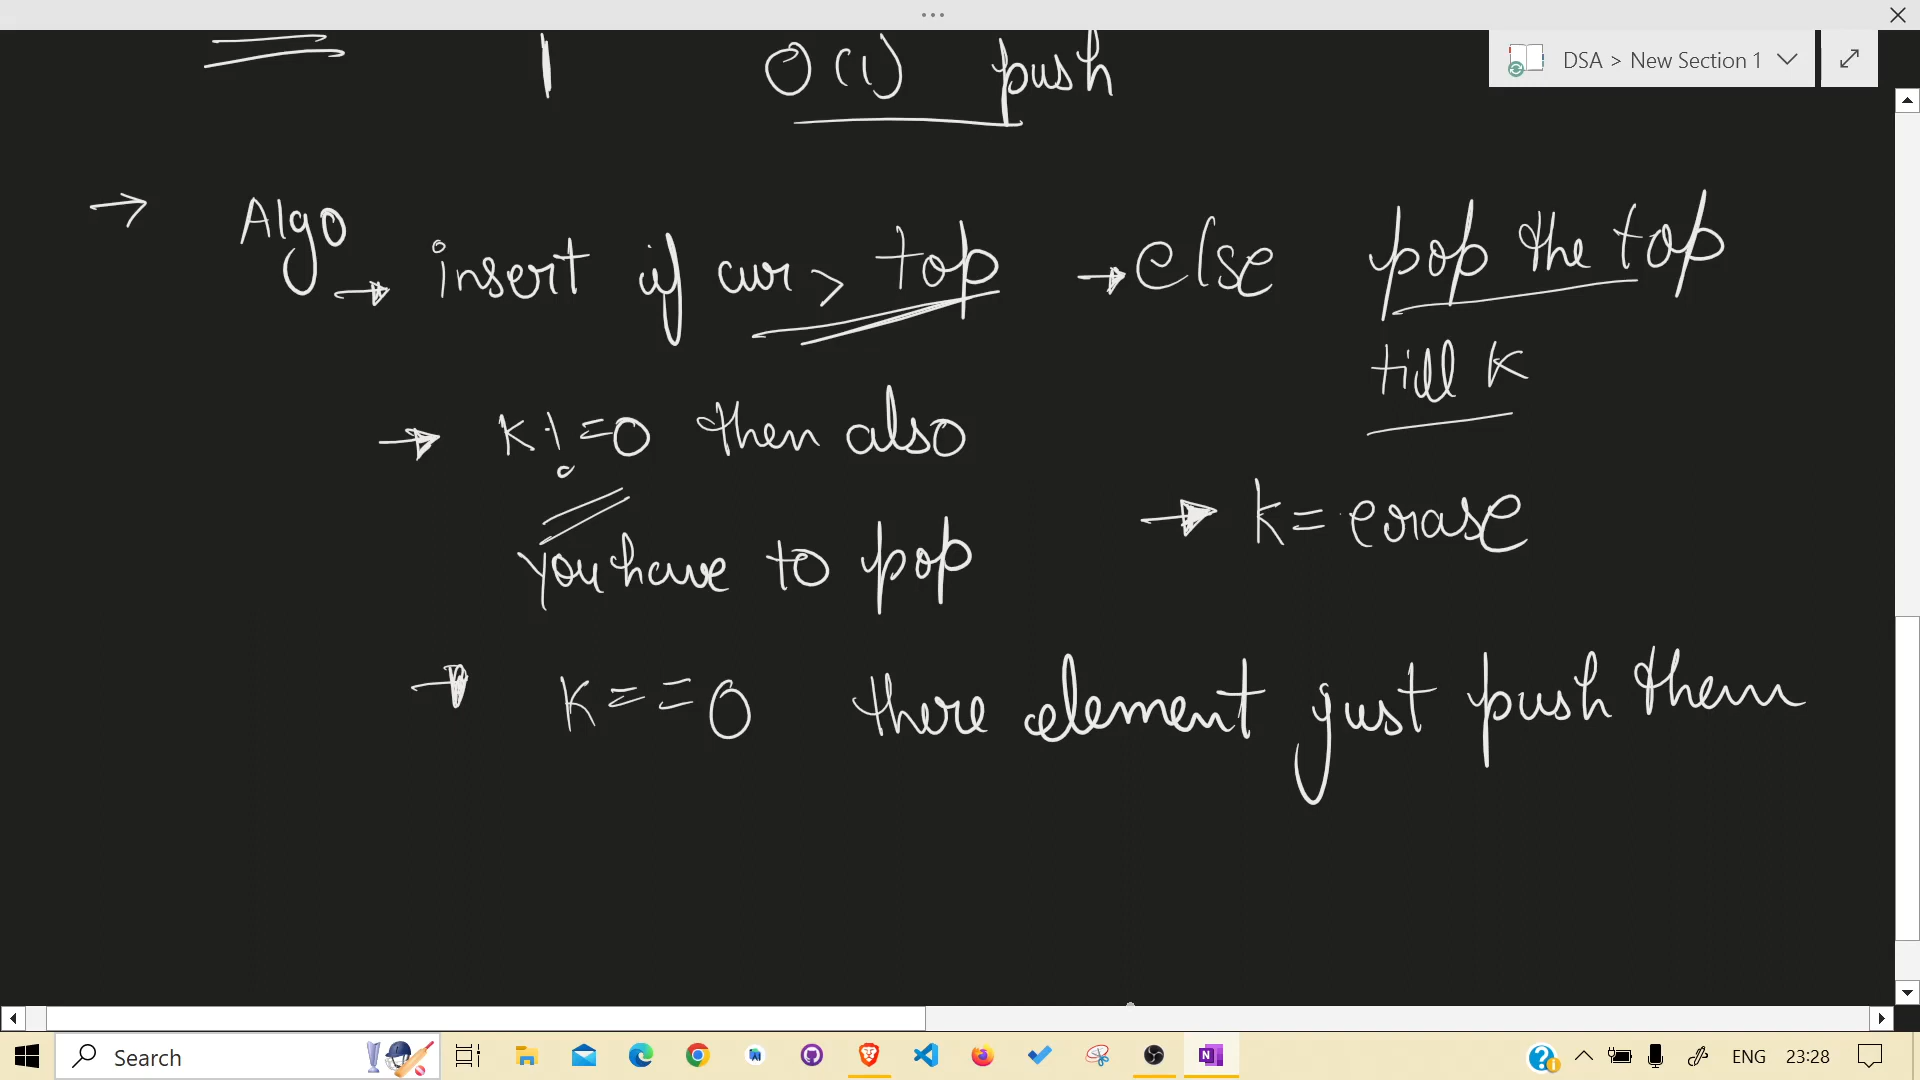 DSA > New Section 1
1 O(1) push
→ Algo
→ insert if cur > top → else pop the top
till k
→ k!=0 then also
→ k= erase
you have to pop
→ K==0 there element just push them
Search
ENG 23:28